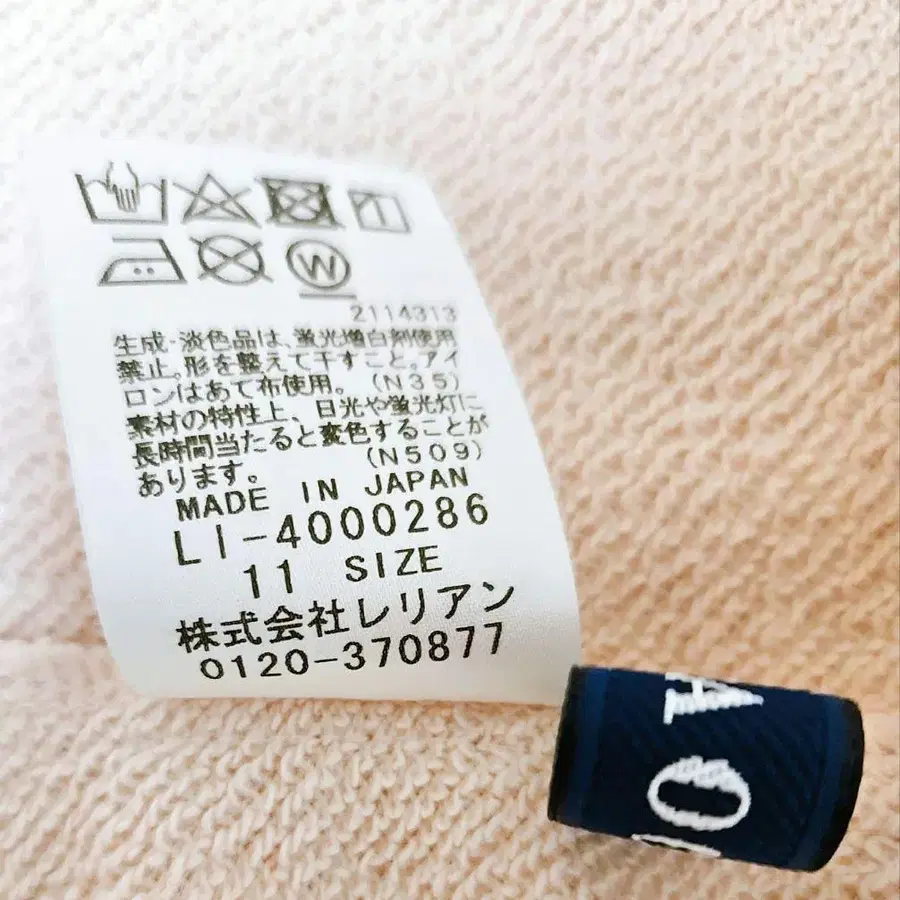 W
2114313
生成・淡色品は、蛍光増白剤使用
禁止。形を整えて干すこと。アイ
ロンはあて布使用。 (N35)
素材の特性上、日光や蛍光灯に
長時間当たると変色することが
あります。 (N509)
MADE IN JAPAN
LI-4000286
11 SIZE
株式会社レリアン
0120-370877